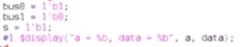 bus0 = 1'b1;
bus1 = 1'b0;
s = 1'b1;
#1 $display("a = %b, data = %b", a, data);